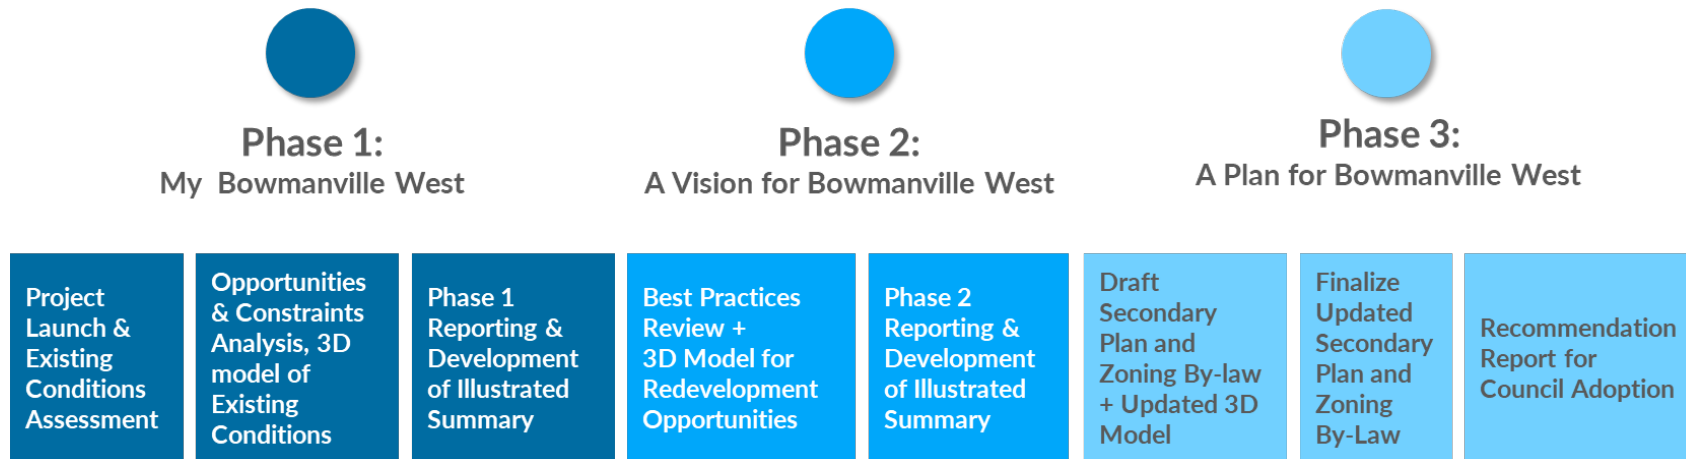 Phase 1:
My Bowmanville West
Phase 2:
A Vision for Bowmanville West
Phase 3:
A Plan for Bowmanville West
Project
Launch &
Existing
Conditions
Assessment
Opportunities
& Constraints
Analysis, 3D
model of
Existing
Conditions
Phase 1
Reporting &
Development
of Illustrated
Summary
Best Practices
Review +
3D Model for
Redevelopment
Opportunities
Phase 2
Reporting &
Development
of Illustrated
Summary
Draft
Secondary
Plan and
Zoning By-law
+ Updated 3D
Model
Finalize
Updated
Secondary
Plan and
Zoning
By-Law
Recommendation
Report for
Council Adoption